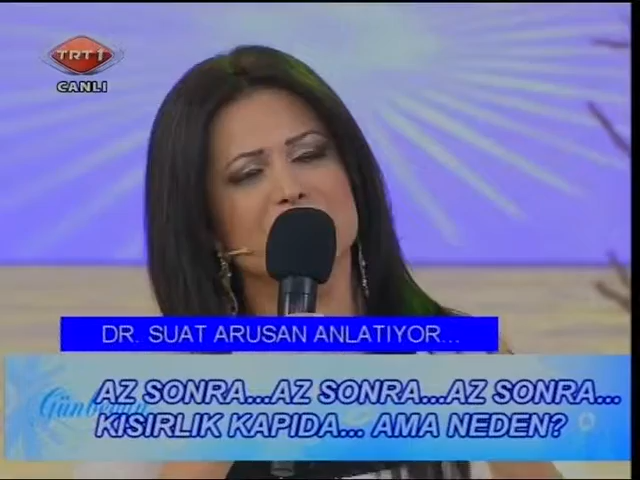 TRT1
CANLI
DR. SUAT ARUSAN ANLATIYOR...
AZ SONRA...AZ SONRA...AZ SONRA...
KISIRLIK KAPIDA... AMA NEDEN?